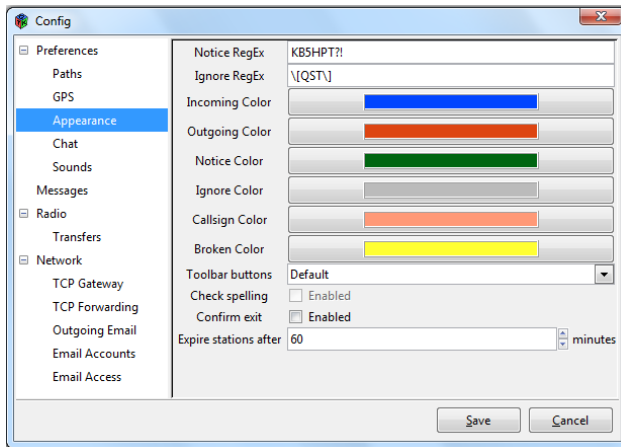 Config
Preferences
Paths
GPS
Appearance
Chat
Sounds
Messages
Radio
Transfers
Network
TCP Gateway
TCP Forwarding
Outgoing Email
Email Accounts
Email Access
Notice RegEx KB5HPT?!
Ignore RegEx \[QST\]
Incoming Color
Outgoing Color
Notice Color
Ignore Color
Callsign Color
Broken Color
Toolbar buttons Default
Check spelling Enabled
Confirm exit Enabled
Expire stations after 60 minutes
Save Cancel